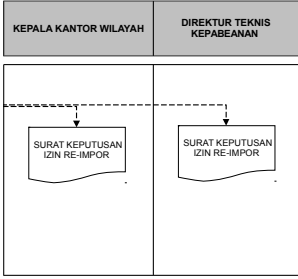 KEPALA KANTOR WILAYAH
DIREKTUR TEKNIS
KEPABEANAN
SURAT KEPUTUSAN
IZIN RE-IMPOR
SURAT KEPUTUSAN
IZIN RE-IMPOR